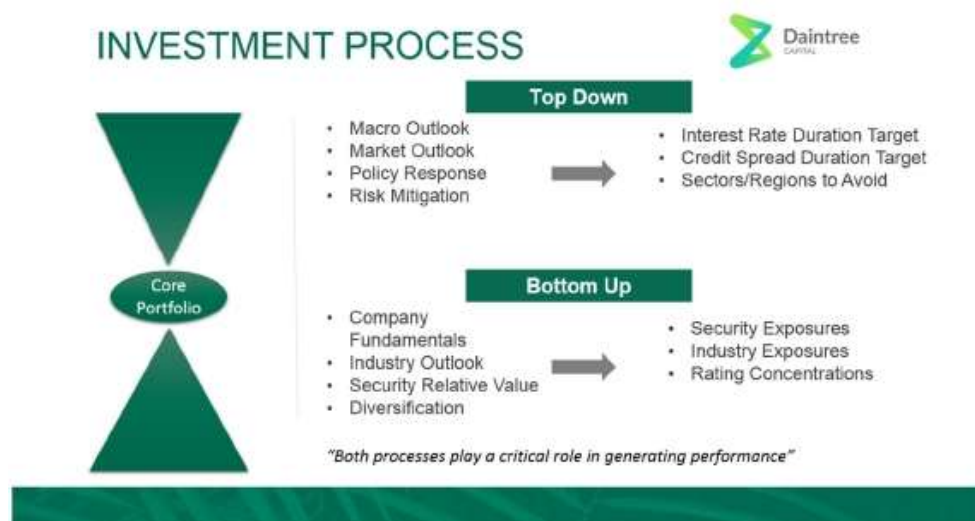 INVESTMENT PROCESS
Daintree
CAPITAL
Top Down
• Macro Outlook
• Market Outlook
• Policy Response
• Risk Mitigation
• Interest Rate Duration Target
• Credit Spread Duration Target
• Sectors/Regions to Avoid
Core
Portfolio
Bottom Up
• Company
Fundamentals
• Industry Outlook
• Security Relative Value
• Diversification
• Security Exposures
• Industry Exposures
• Rating Concentrations
“Both processes play a critical role in generating performance”